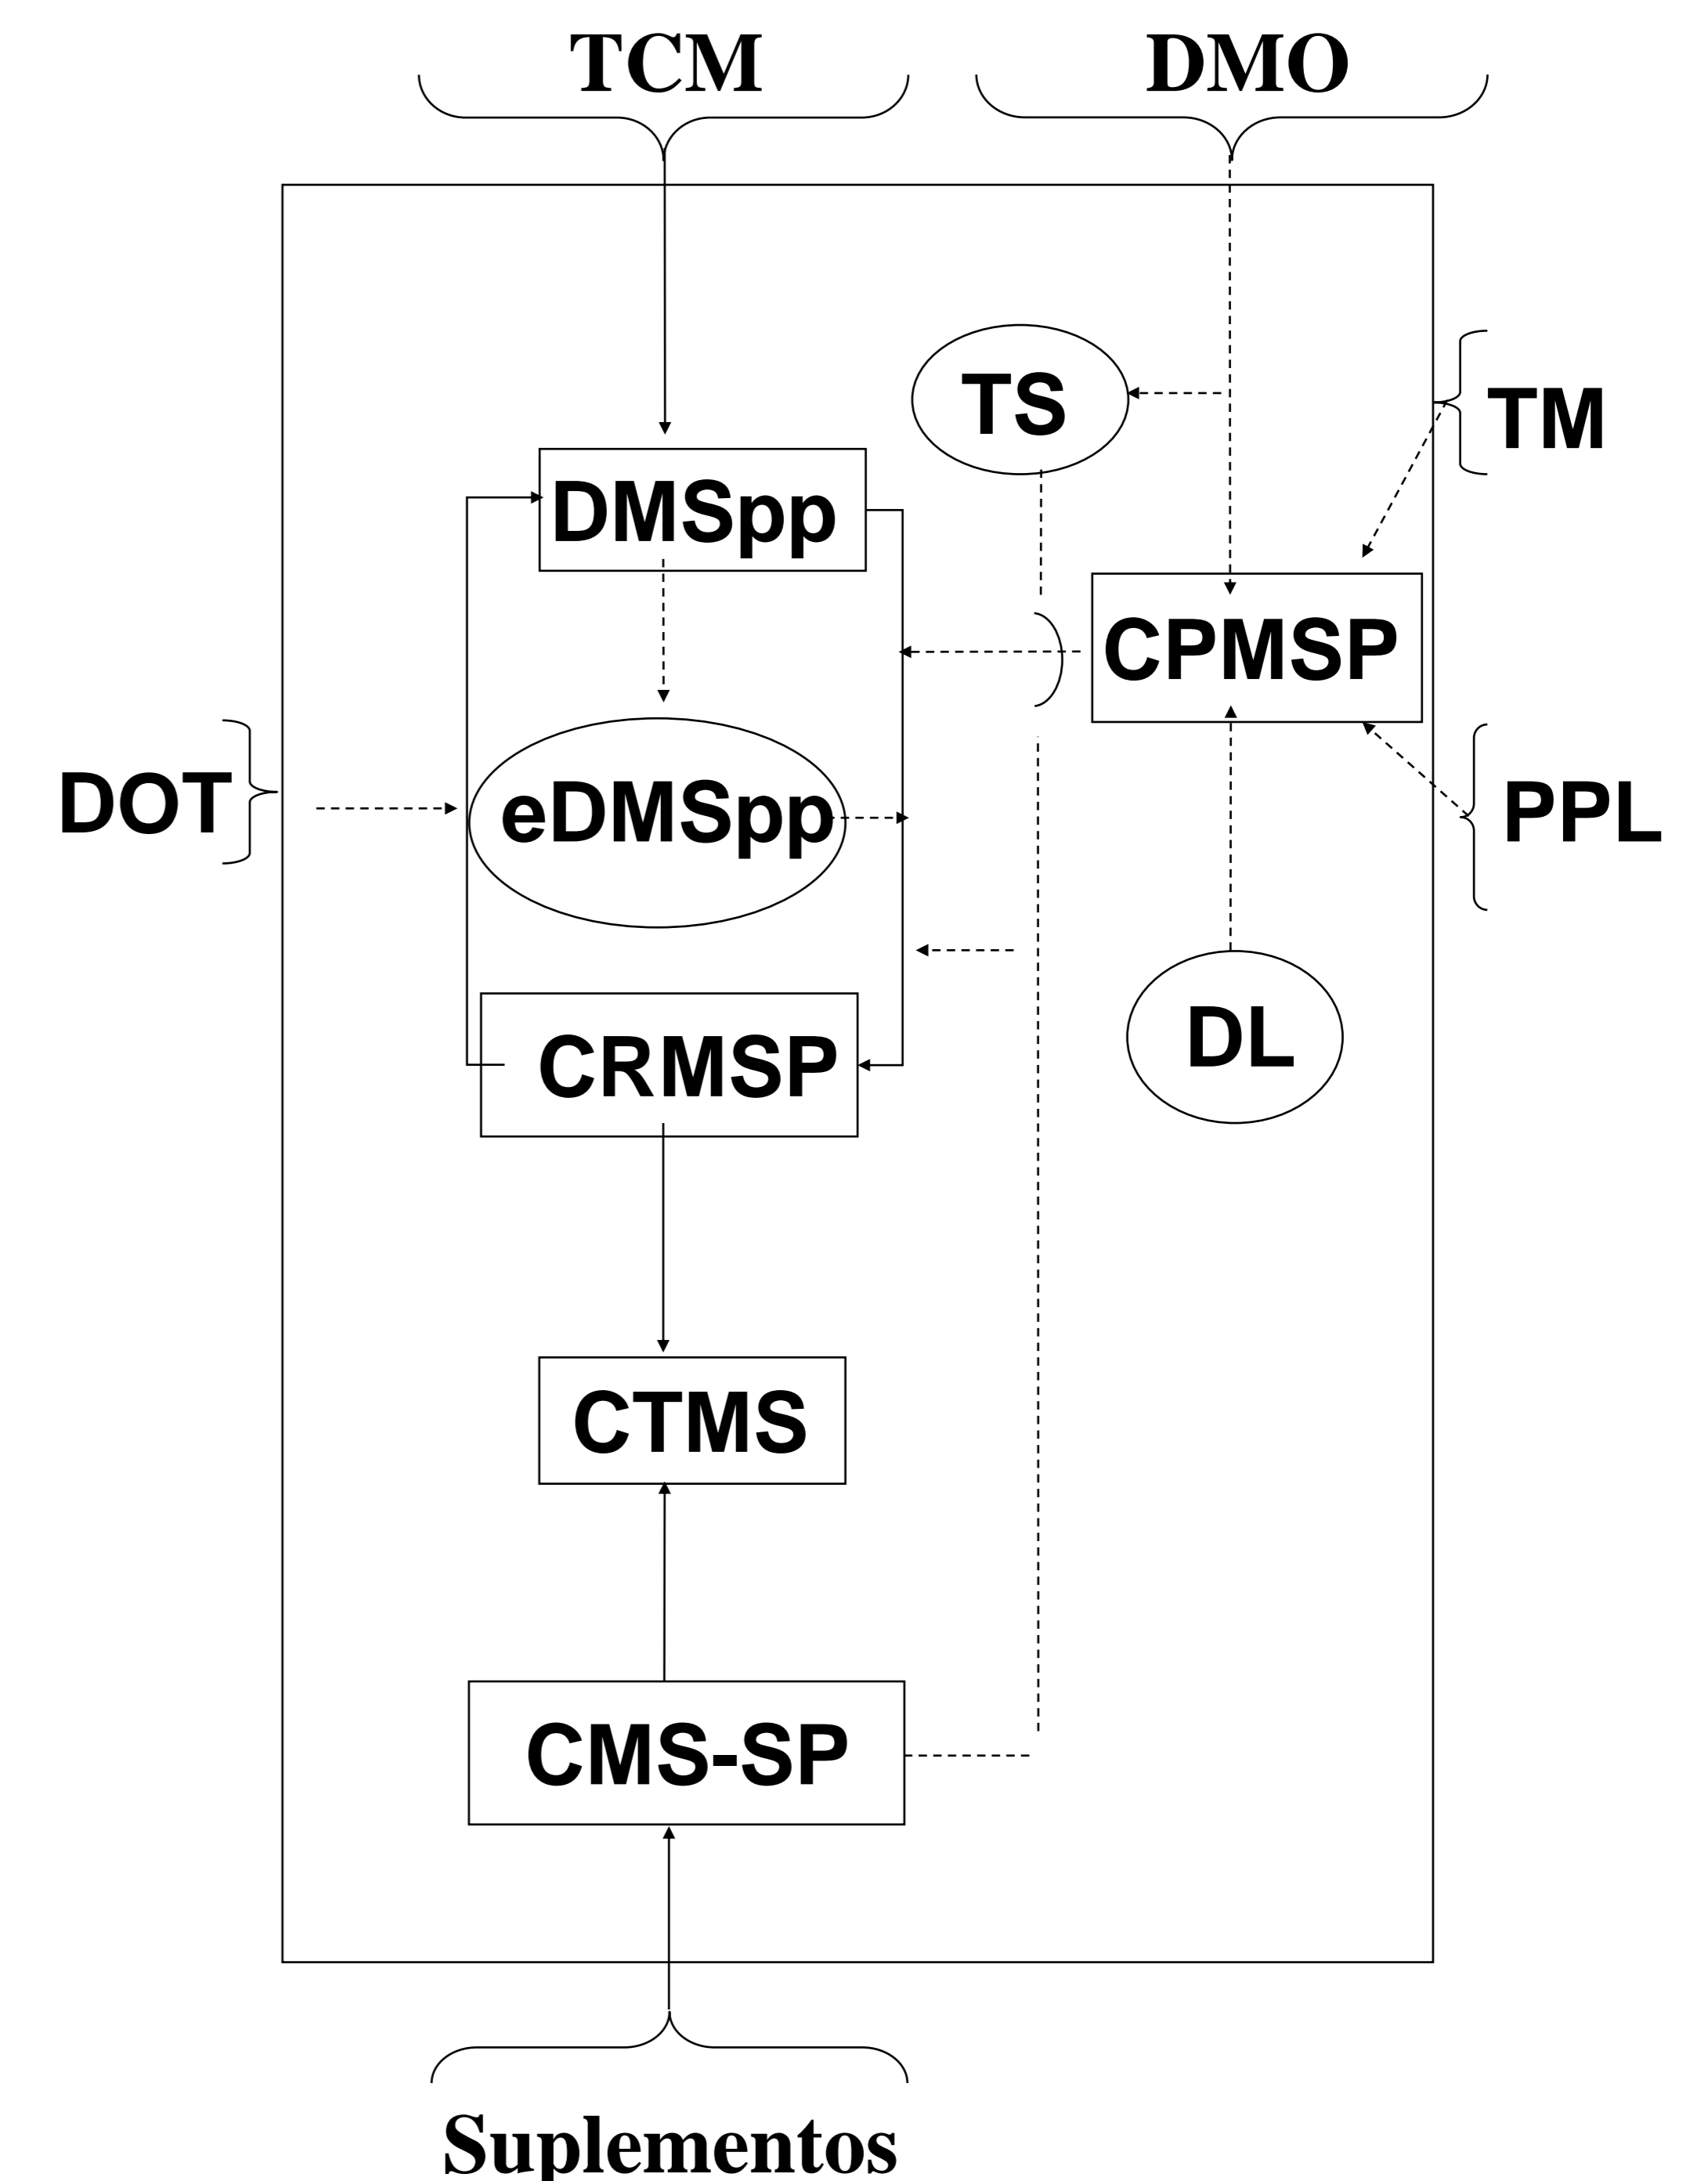 TCM
DMO
TS
TM
DMSpp
CPMSP
DOT
eDMSpp
PPL
CRMSP
DL
CTMS
CMS-SP
Suplementos